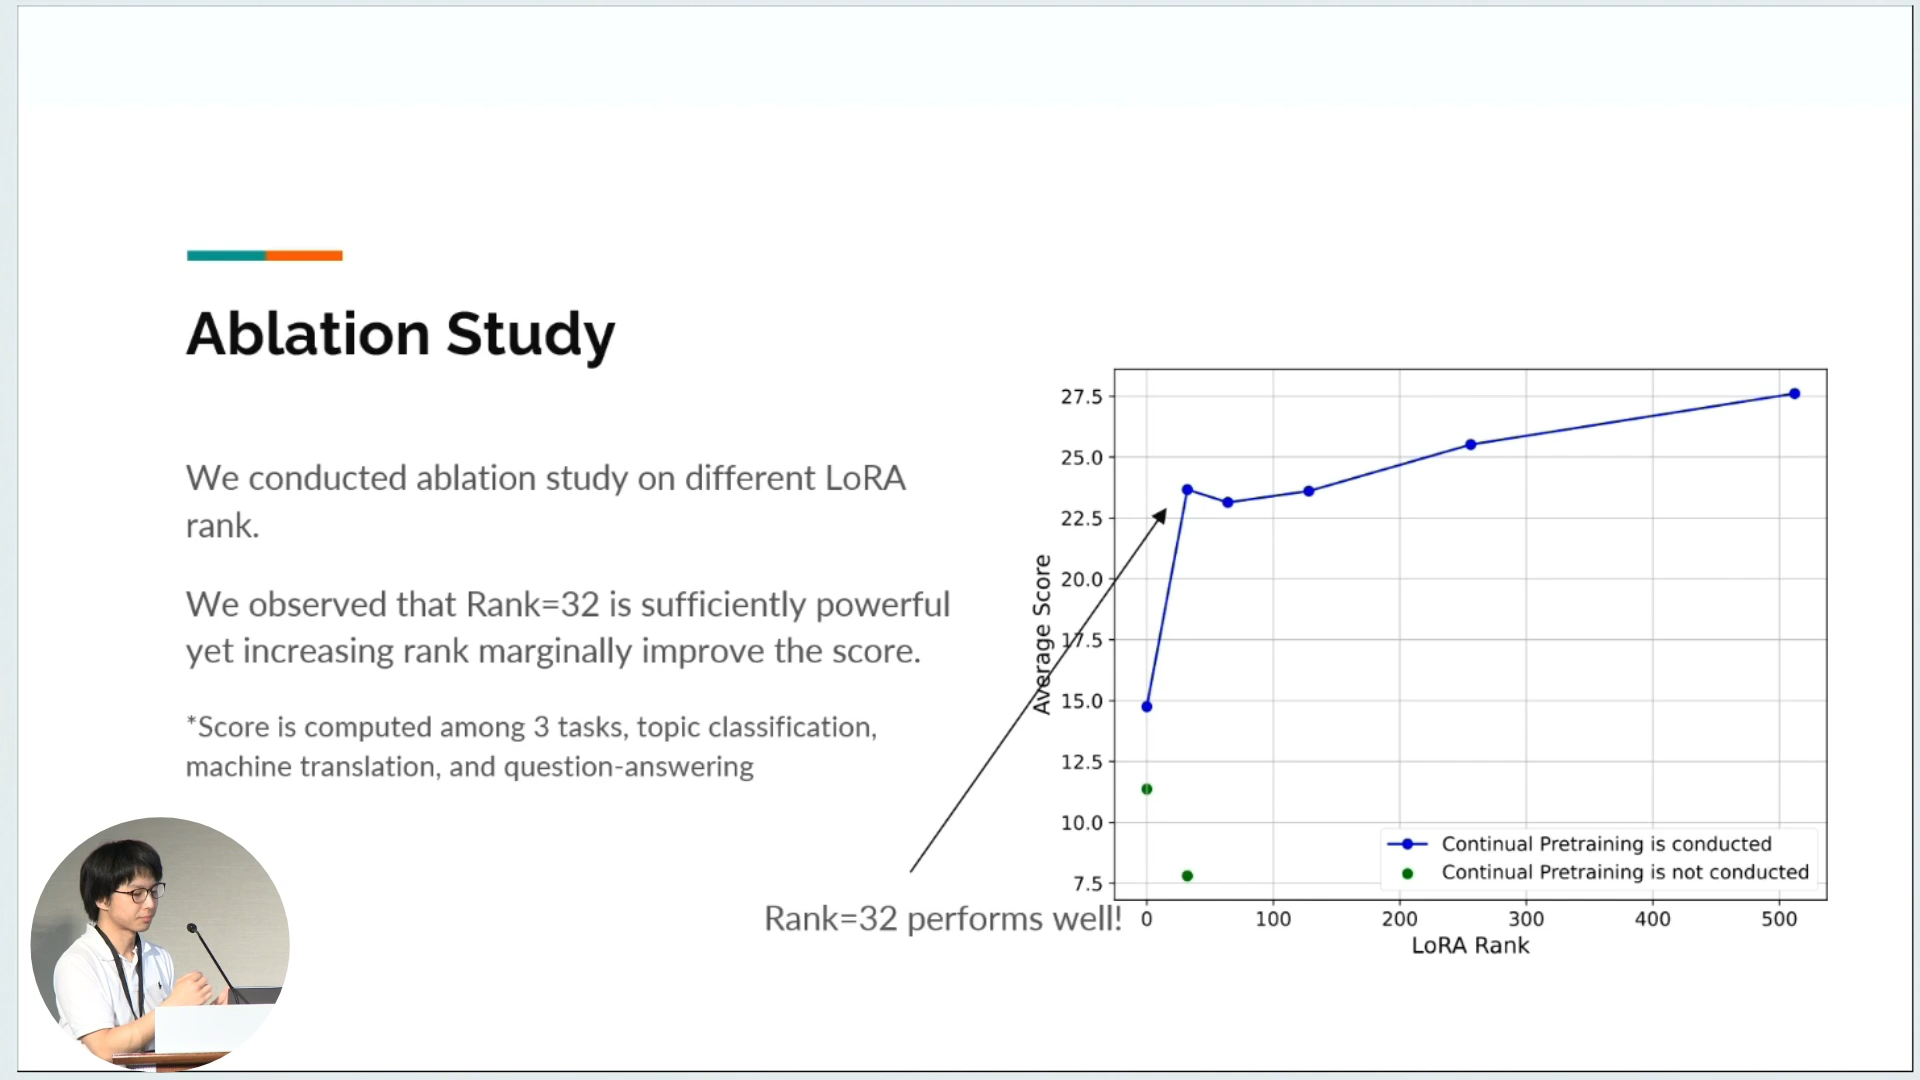 Ablation Study
We conducted ablation study on different LoRA
rank.
We observed that Rank=32 is sufficiently powerful
yet increasing rank marginally improve the score.
*Score is computed among 3 tasks, topic classification,
machine translation, and question-answering
Rank=32 performs well!
Average Score
27.5
25.0
22.5
20.0
17.5
15.0
12.5
10.0
7.5
Continual Pretraining is conducted
Continual Pretraining is not conducted
0 100 200 300 400 500
LoRA Rank